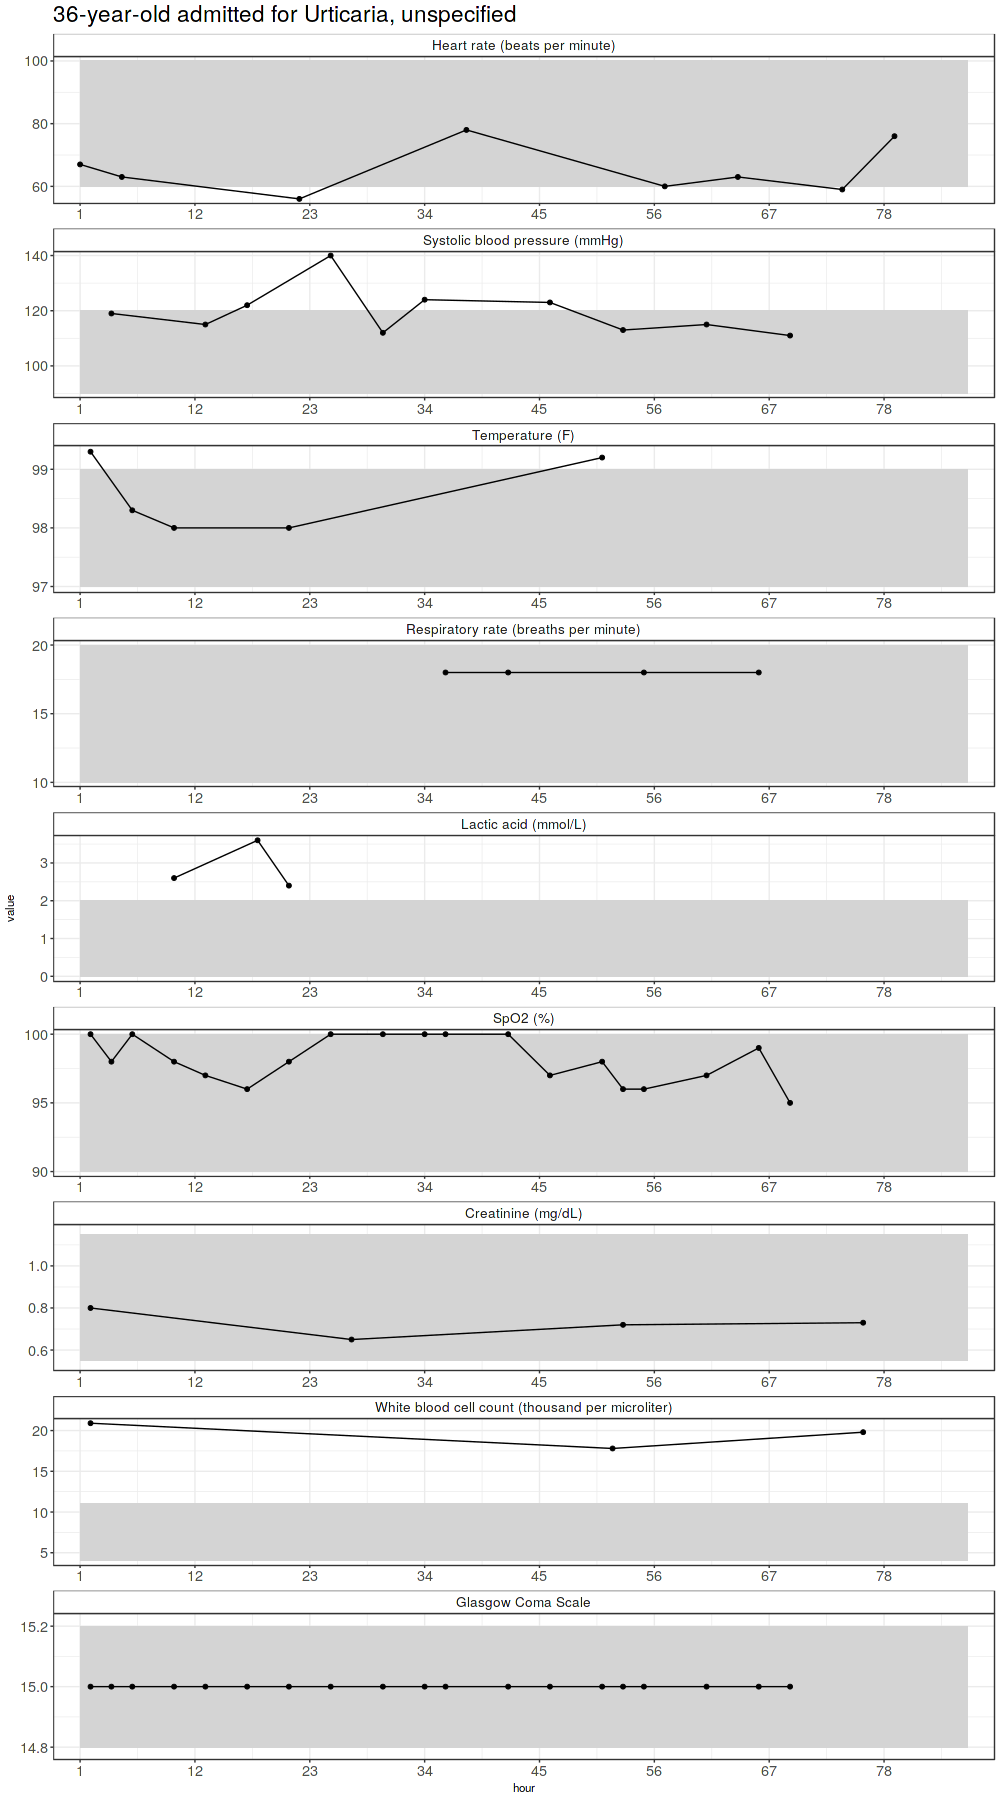 36-year-old admitted for Urticaria, unspecified
Heart rate (beats per minute)
100
80
60
1 12 23 34 45 56 67 78
Systolic blood pressure (mmHg)
140
120
100
1 12 23 34 45 56 67 78
Temperature (F)
99
98
97
1 12 23 34 45 56 67 78
Respiratory rate (breaths per minute)
20
15
10
1 12 23 34 45 56 67 78
Lactic acid (mmol/L)
3
2
1
0
1 12 23 34 45 56 67 78
value
SpO2 (%)
100
95
90
1 12 23 34 45 56 67 78
Creatinine (mg/dL)
1.0
0.8
0.6
1 12 23 34 45 56 67 78
White blood cell count (thousand per microliter)
20
15
10
5
1 12 23 34 45 56 67 78
Glasgow Coma Scale
15.2
15.0
14.8
1 12 23 34 45 56 67 78
hour